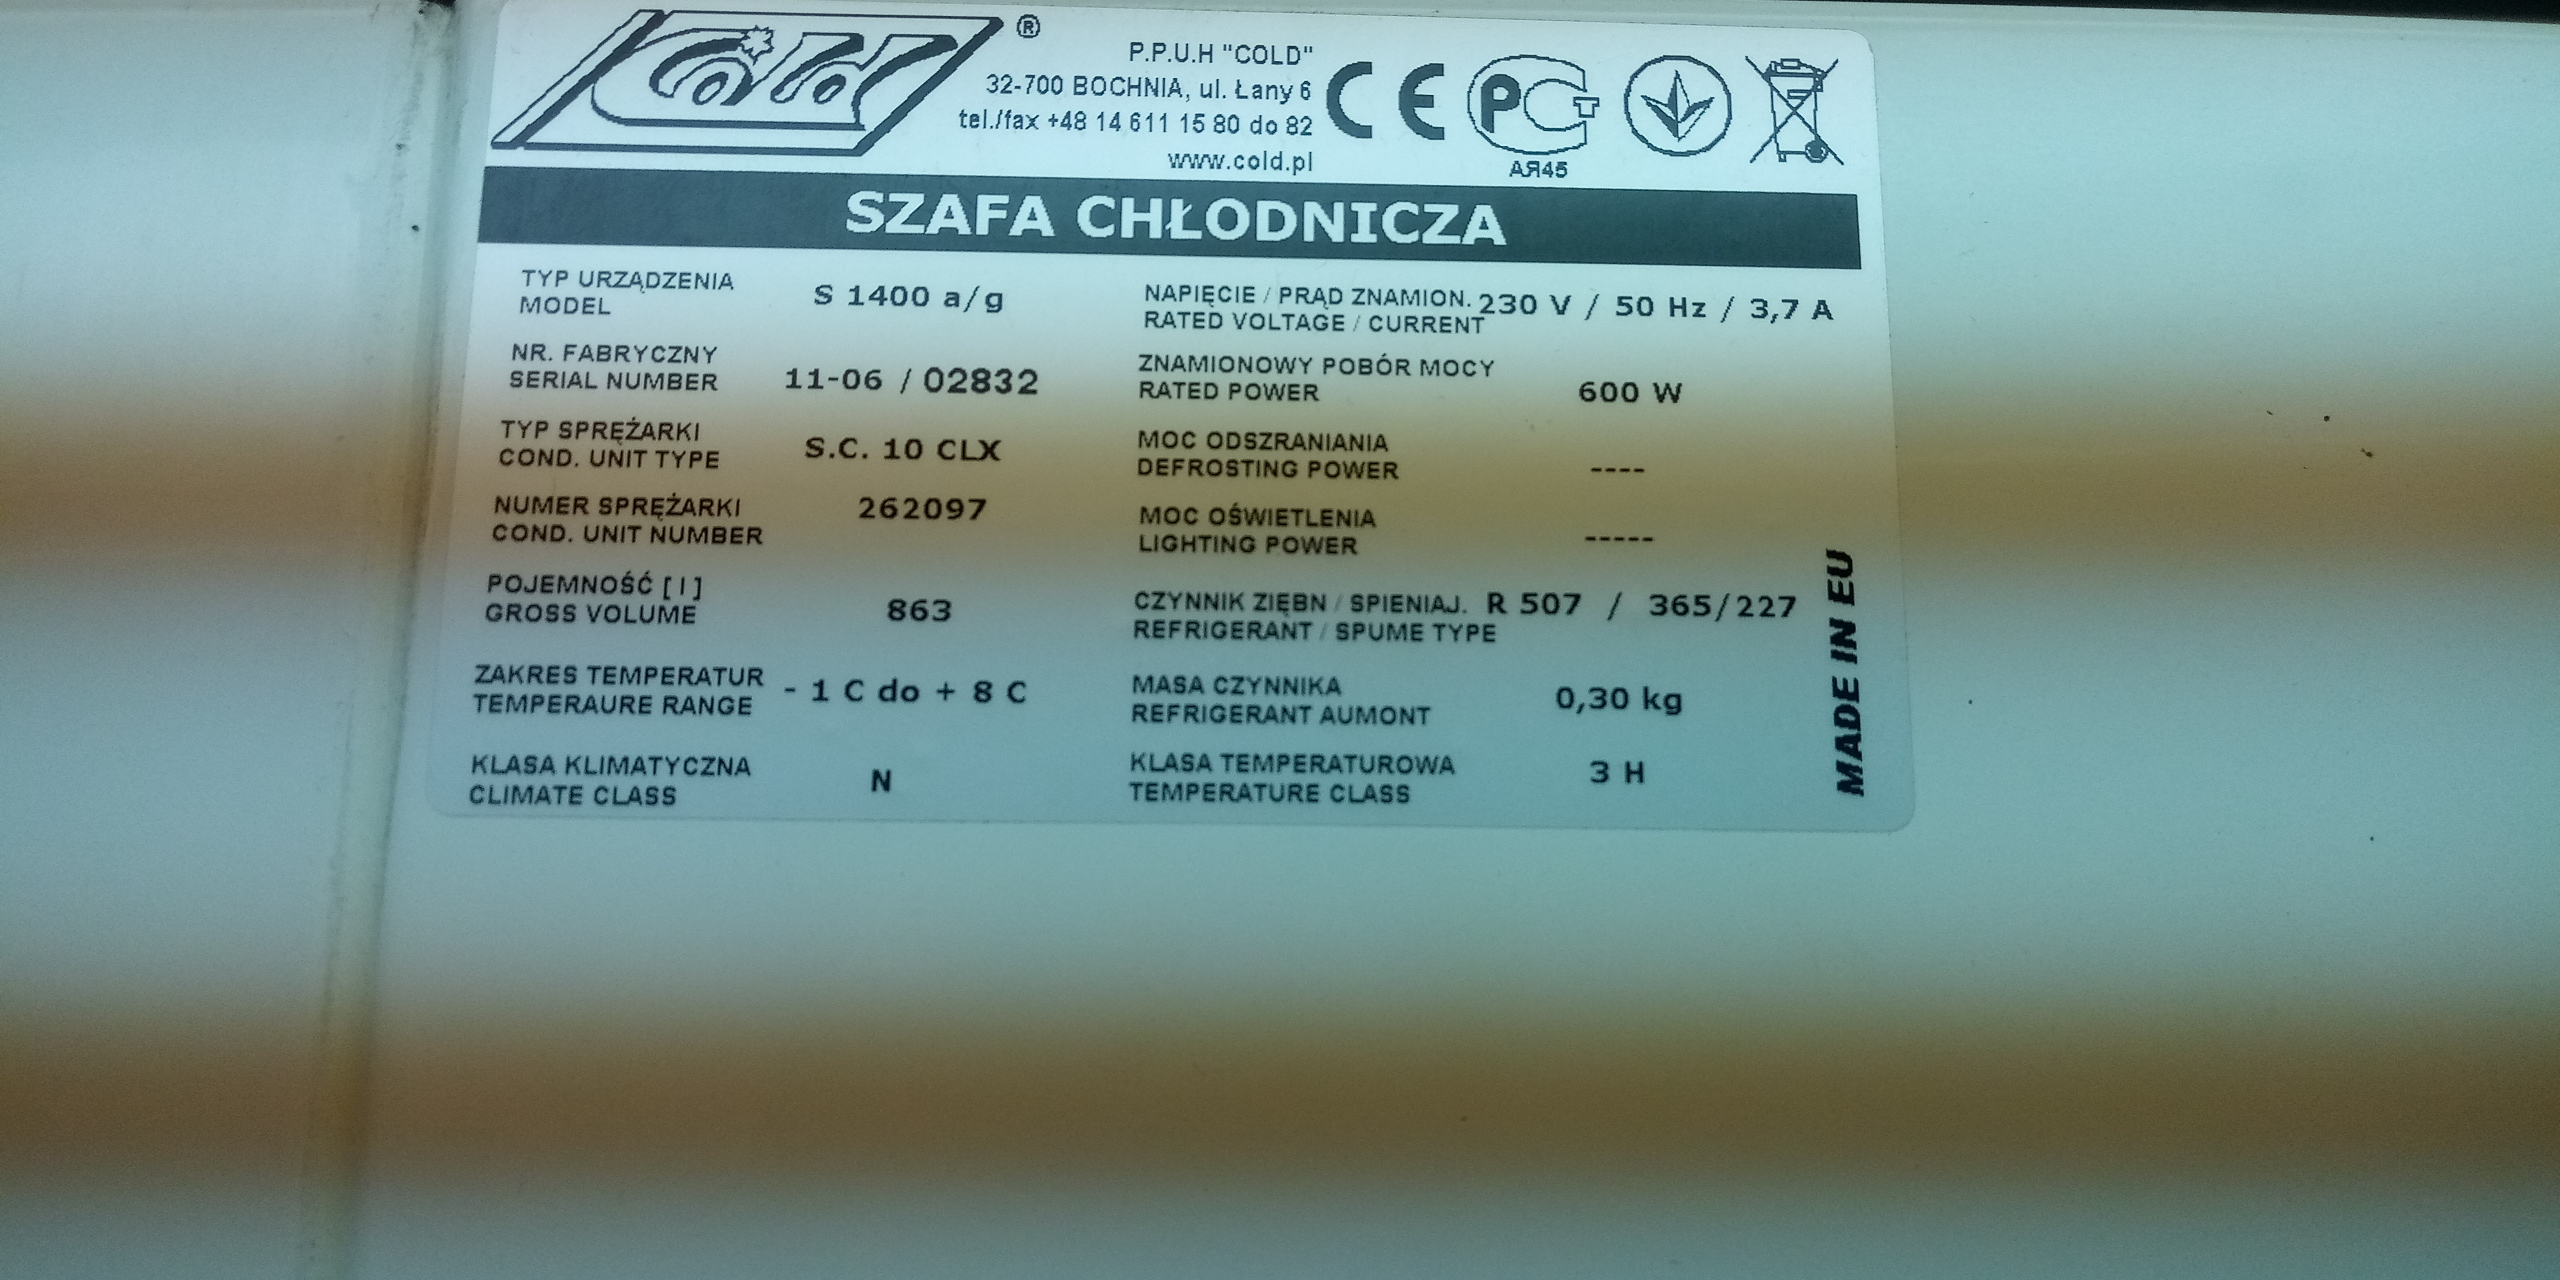 Cold ®
P.P.U.H "COLD"
32-700 BOCHNIA, ul. Łany 6
tel./fax +48 14 611 15 80 do 82
www.cold.pl
CE PCT
АЯ45
SZAFA CHŁODNICZA
TYP URZĄDZENIA
MODEL
S 1400 a/g
NR. FABRYCZNY
SERIAL NUMBER
11-06 / 02832
TYP SPRĘŻARKI
COND. UNIT TYPE
S.C. 10 CLX
NUMER SPRĘŻARKI
COND. UNIT NUMBER
262097
POJEMNOŚĆ [ l ]
GROSS VOLUME
863
ZAKRES TEMPERATUR
TEMPERAURE RANGE
- 1 C do + 8 C
KLASA KLIMATYCZNA
CLIMATE CLASS
N
NAPIĘCIE / PRĄD ZNAMION.
RATED VOLTAGE / CURRENT
230 V / 50 Hz / 3,7 A
ZNAMIONOWY POBÓR MOCY
RATED POWER
600 W
MOC ODSZRANIANIA
DEFROSTING POWER
----
MOC OŚWIETLENIA
LIGHTING POWER
-----
CZYNNIK ZIĘBN / SPIENIAJ.
REFRIGERANT / SPUME TYPE
R 507 / 365/227
MASA CZYNNIKA
REFRIGERANT AUMONT
0,30 kg
KLASA TEMPERATUROWA
TEMPERATURE CLASS
3 H
MADE IN EU